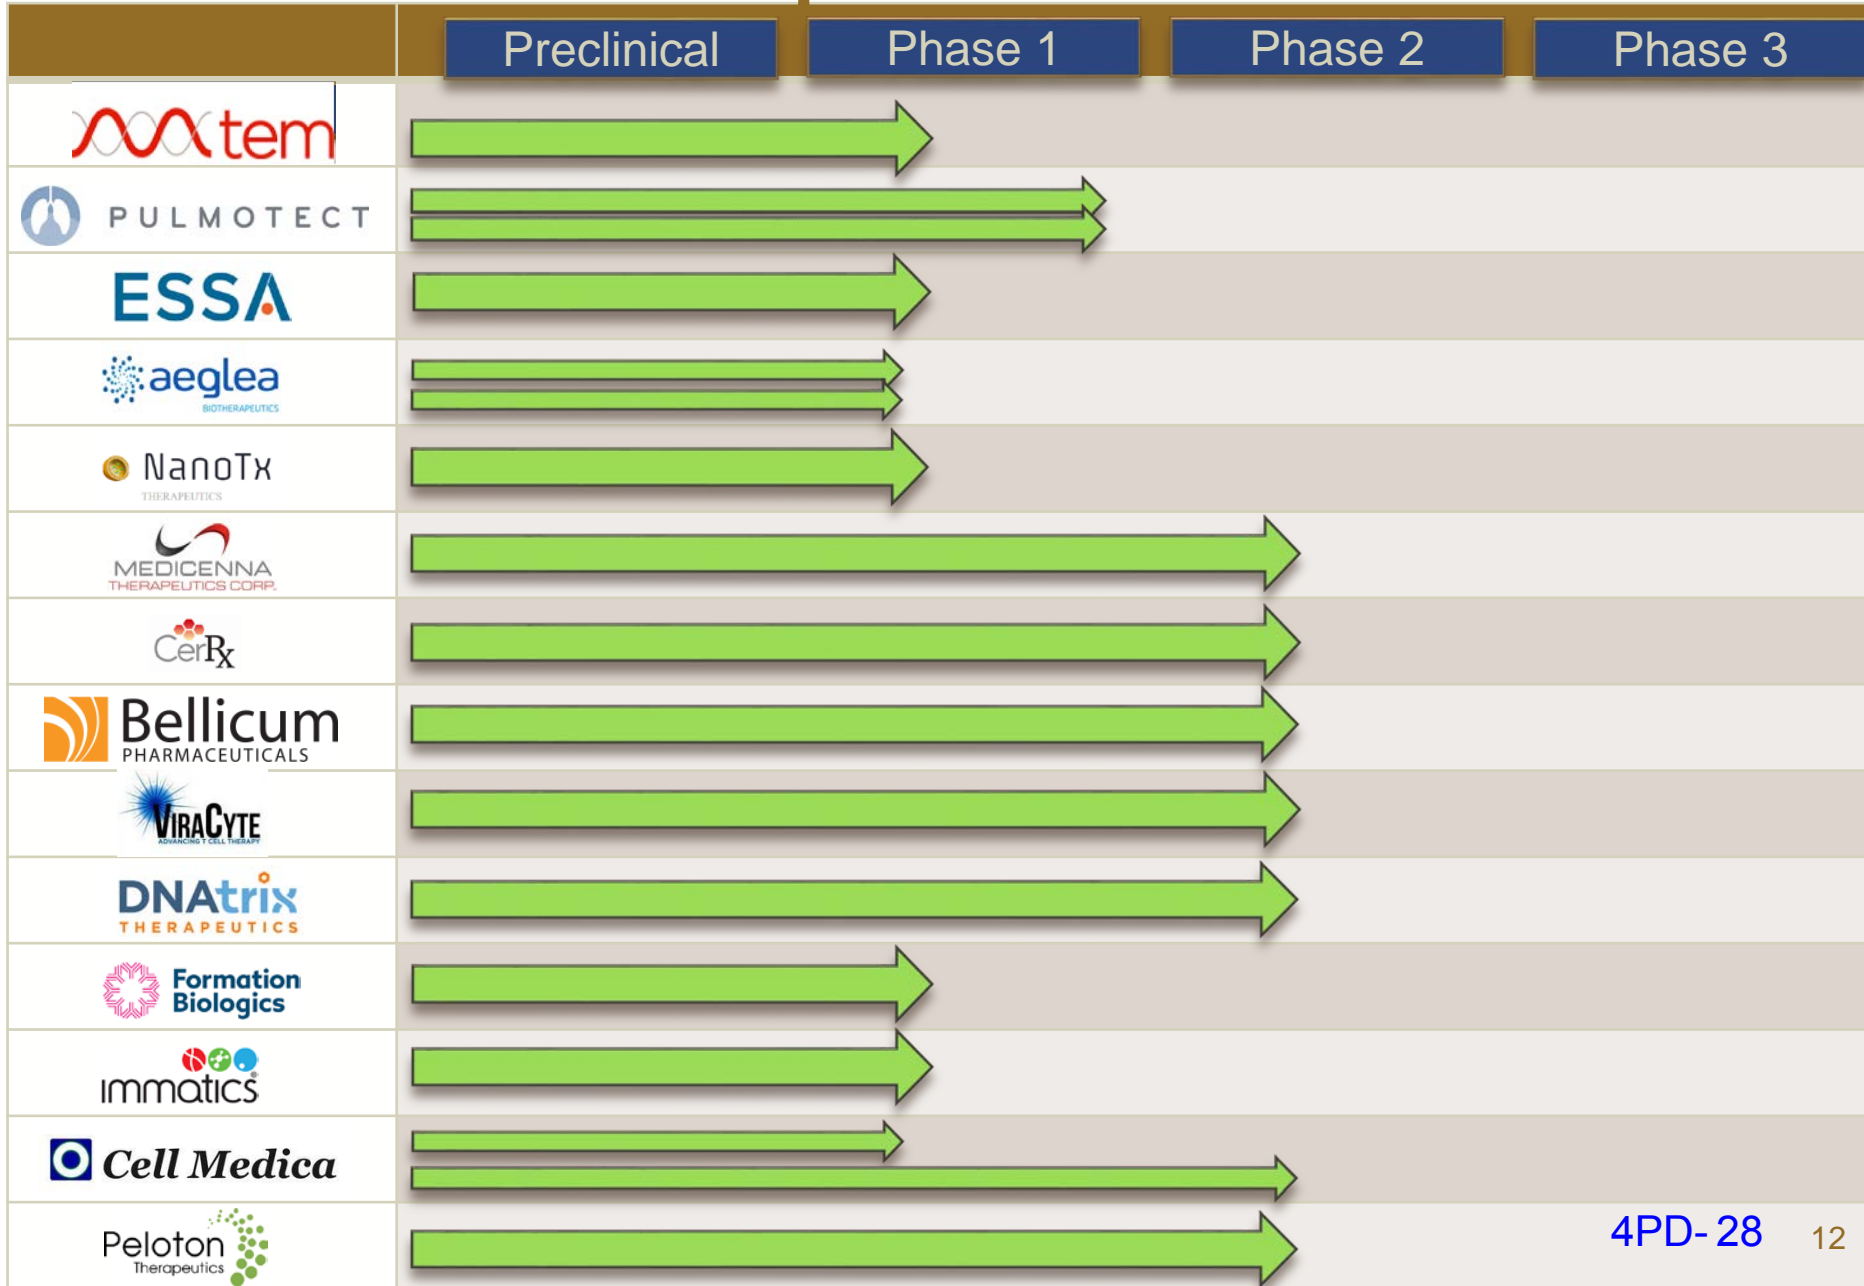 Preclinical Phase 1 Phase 2 Phase 3
tem
PULMOTECT
ESSA
aeglea
BIOTHERAPEUTICS
NanoTx
THERAPEUTICS
MEDICENNA
THERAPEUTICS CORP.
CerRx
Bellicum
PHARMACEUTICALS
VIRACYTE
ADVANCING T CELL THERAPY
DNAtrix
THERAPEUTICS
Formation
Biologics
immatics
Cell Medica
Peloton
Therapeutics
4PD- 28 12